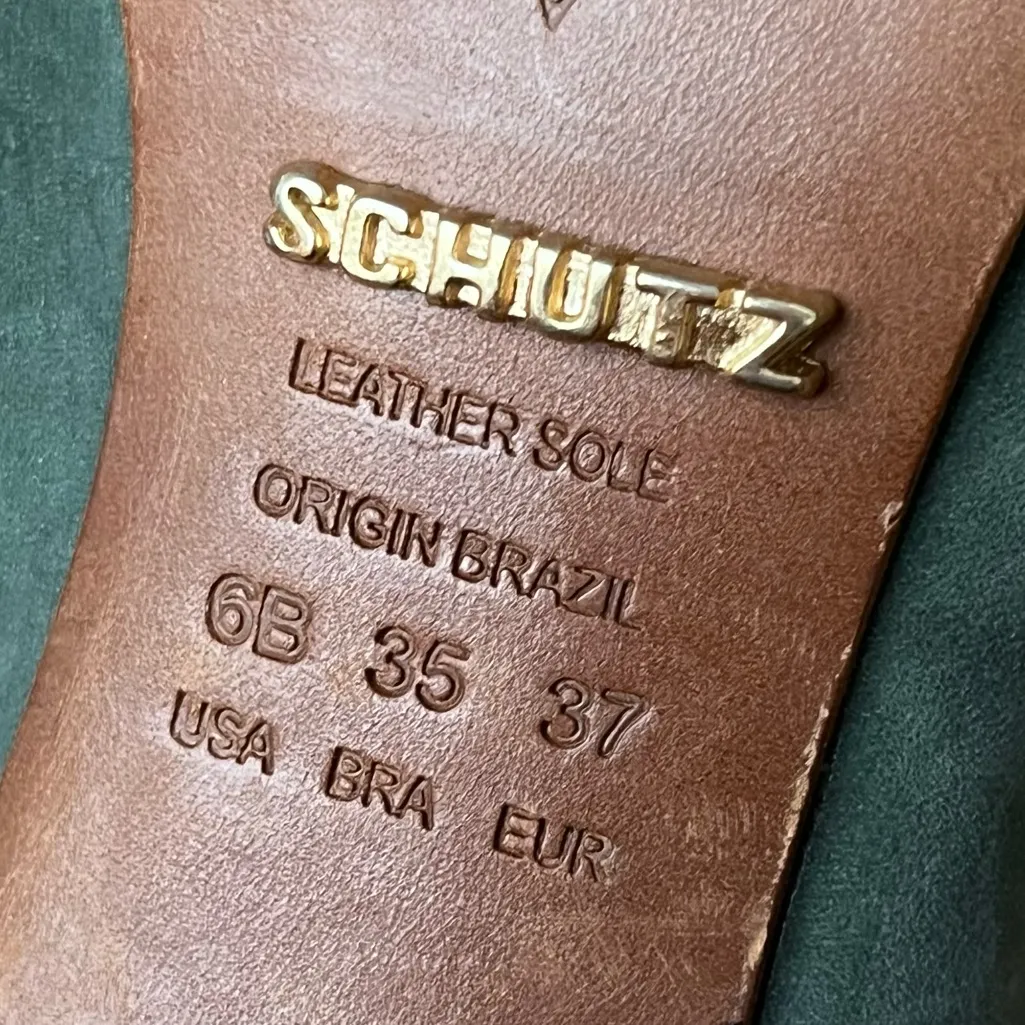 SCHUTZ
LEATHER SOLE
ORIGIN BRAZIL
6B 35 37
USA BRA EUR